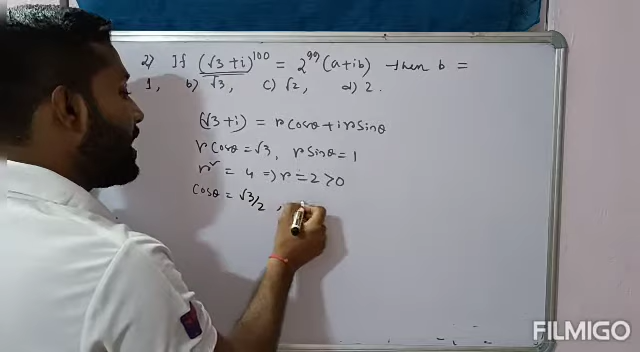 2) If (√3+i)^100 = 2^99 (a+ib) then b =
1, b) √3, c) √2, d) 2.
(√3+i) = r cosθ + i r sinθ
r cosθ = √3, r sinθ = 1
r² = 4 ⇒ r = 2 > 0
cosθ = √3/2 ,
FILMIGO